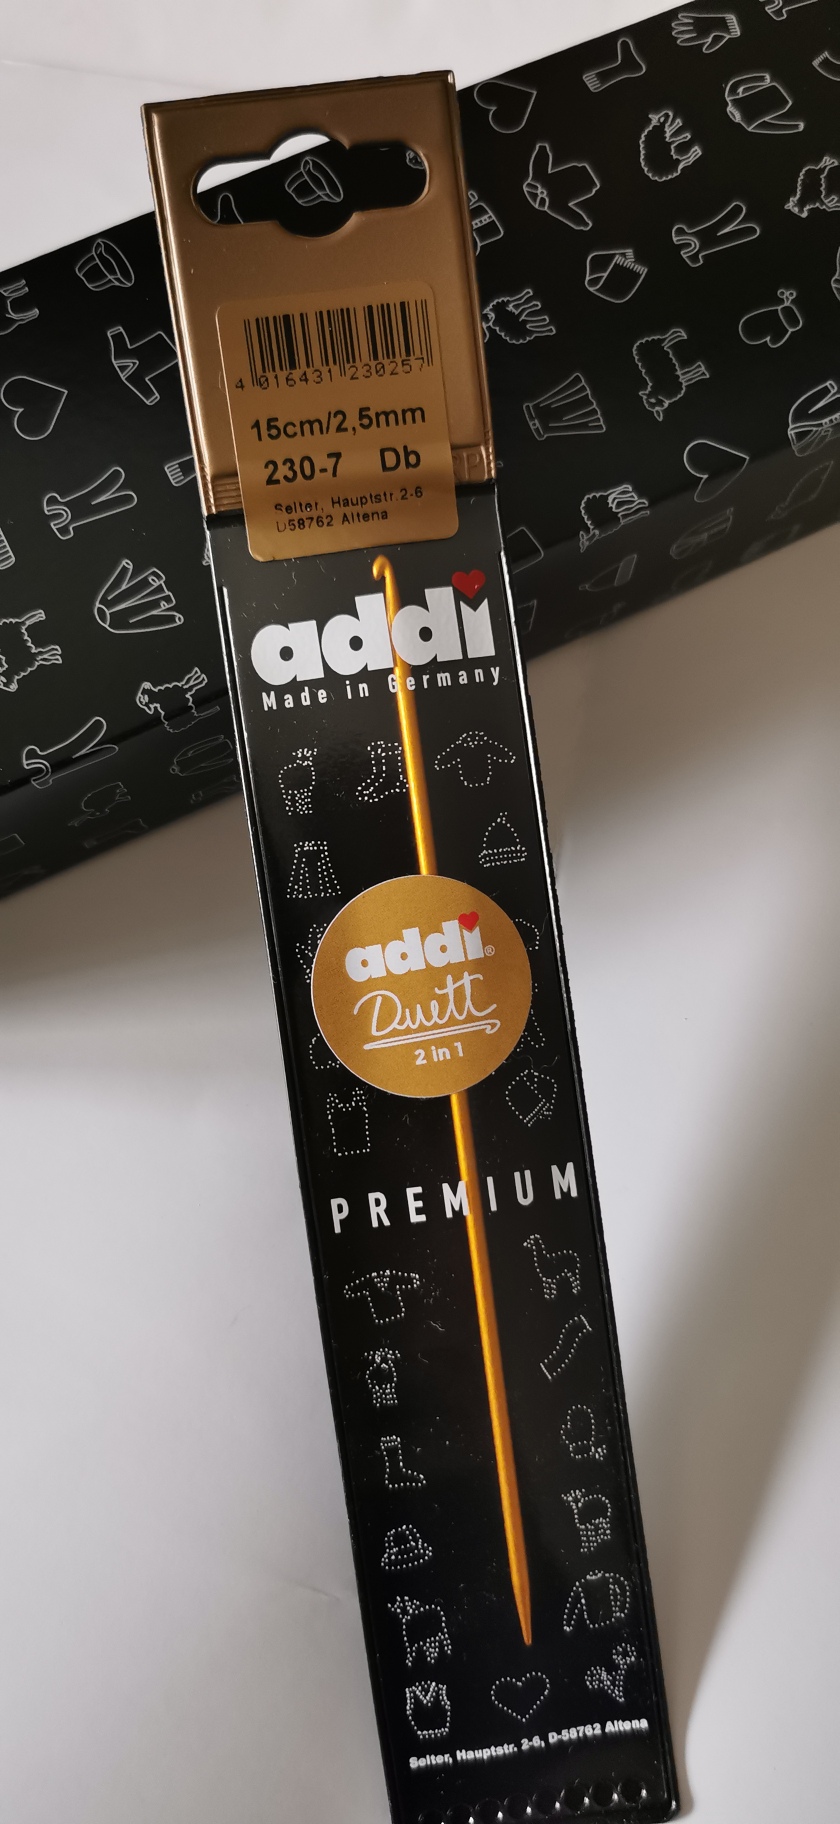 4 016431 230257
15cm/2,5mm
230-7 Db
Selter, Hauptstr.2-6
D58762 Altena
addi
Made in Germany
addi®
Duett
2 in 1
PREMIUM
Selter, Hauptstr. 2-6, D-58762 Altena